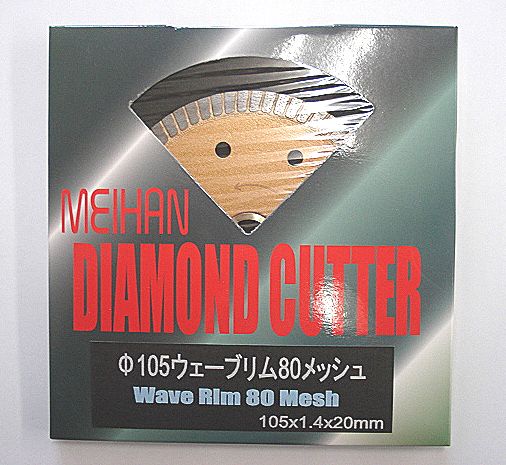 MEIHAN
DIAMOND CUTTER
Φ105ウェーブリム80メッシュ
Wave RIm 80 Mesh
105x1.4x20mm